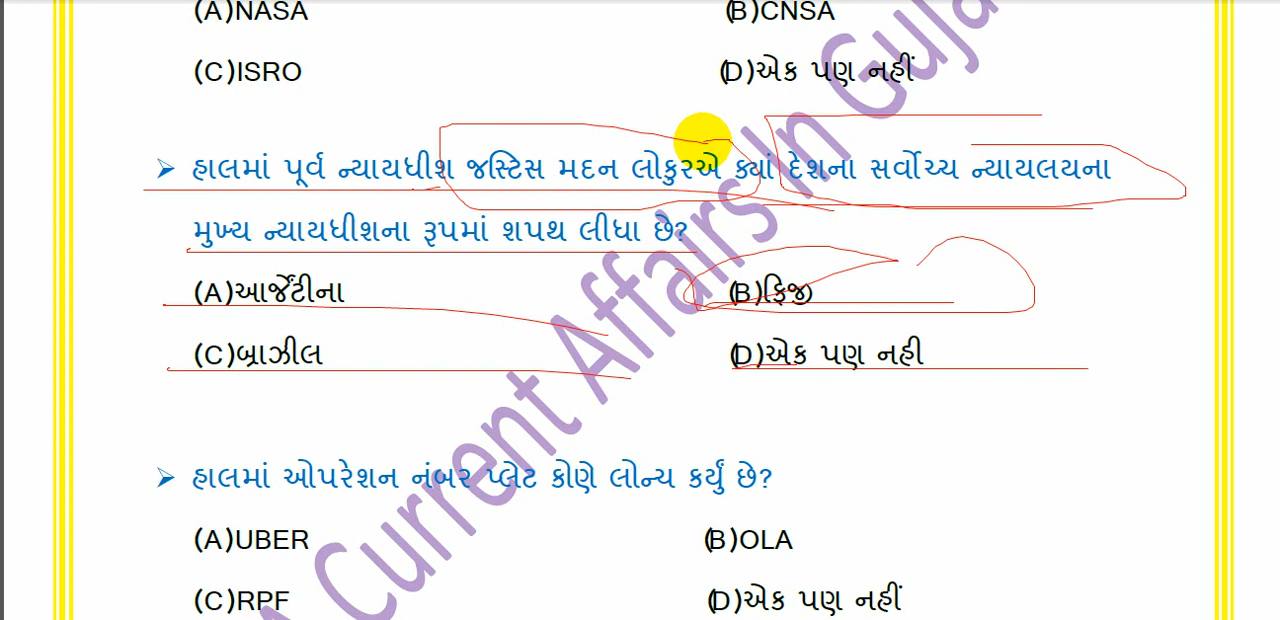 (A)NASA (B)CNSA
(C)ISRO (D)એક પણ નહીં
➢ હાલમાં પૂર્વ ન્યાયધીશ જસ્ટિસ મદન લોકુરએ ક્યાં દેશના સર્વોચ્ચ ન્યાયલયના
મુખ્ય ન્યાયધીશના રૂપમાં શપથ લીધા છે?
(A)આર્જેંટીના (B)ફિજી
(C)બ્રાઝીલ (D)એક પણ નહી
➢ હાલમાં ઓપરેશન નંબર પ્લેટ કોણે લોન્ય કર્યું છે?
(A)UBER (B)OLA
(C)RPF (D)એક પણ નહીં
Current Affairs In